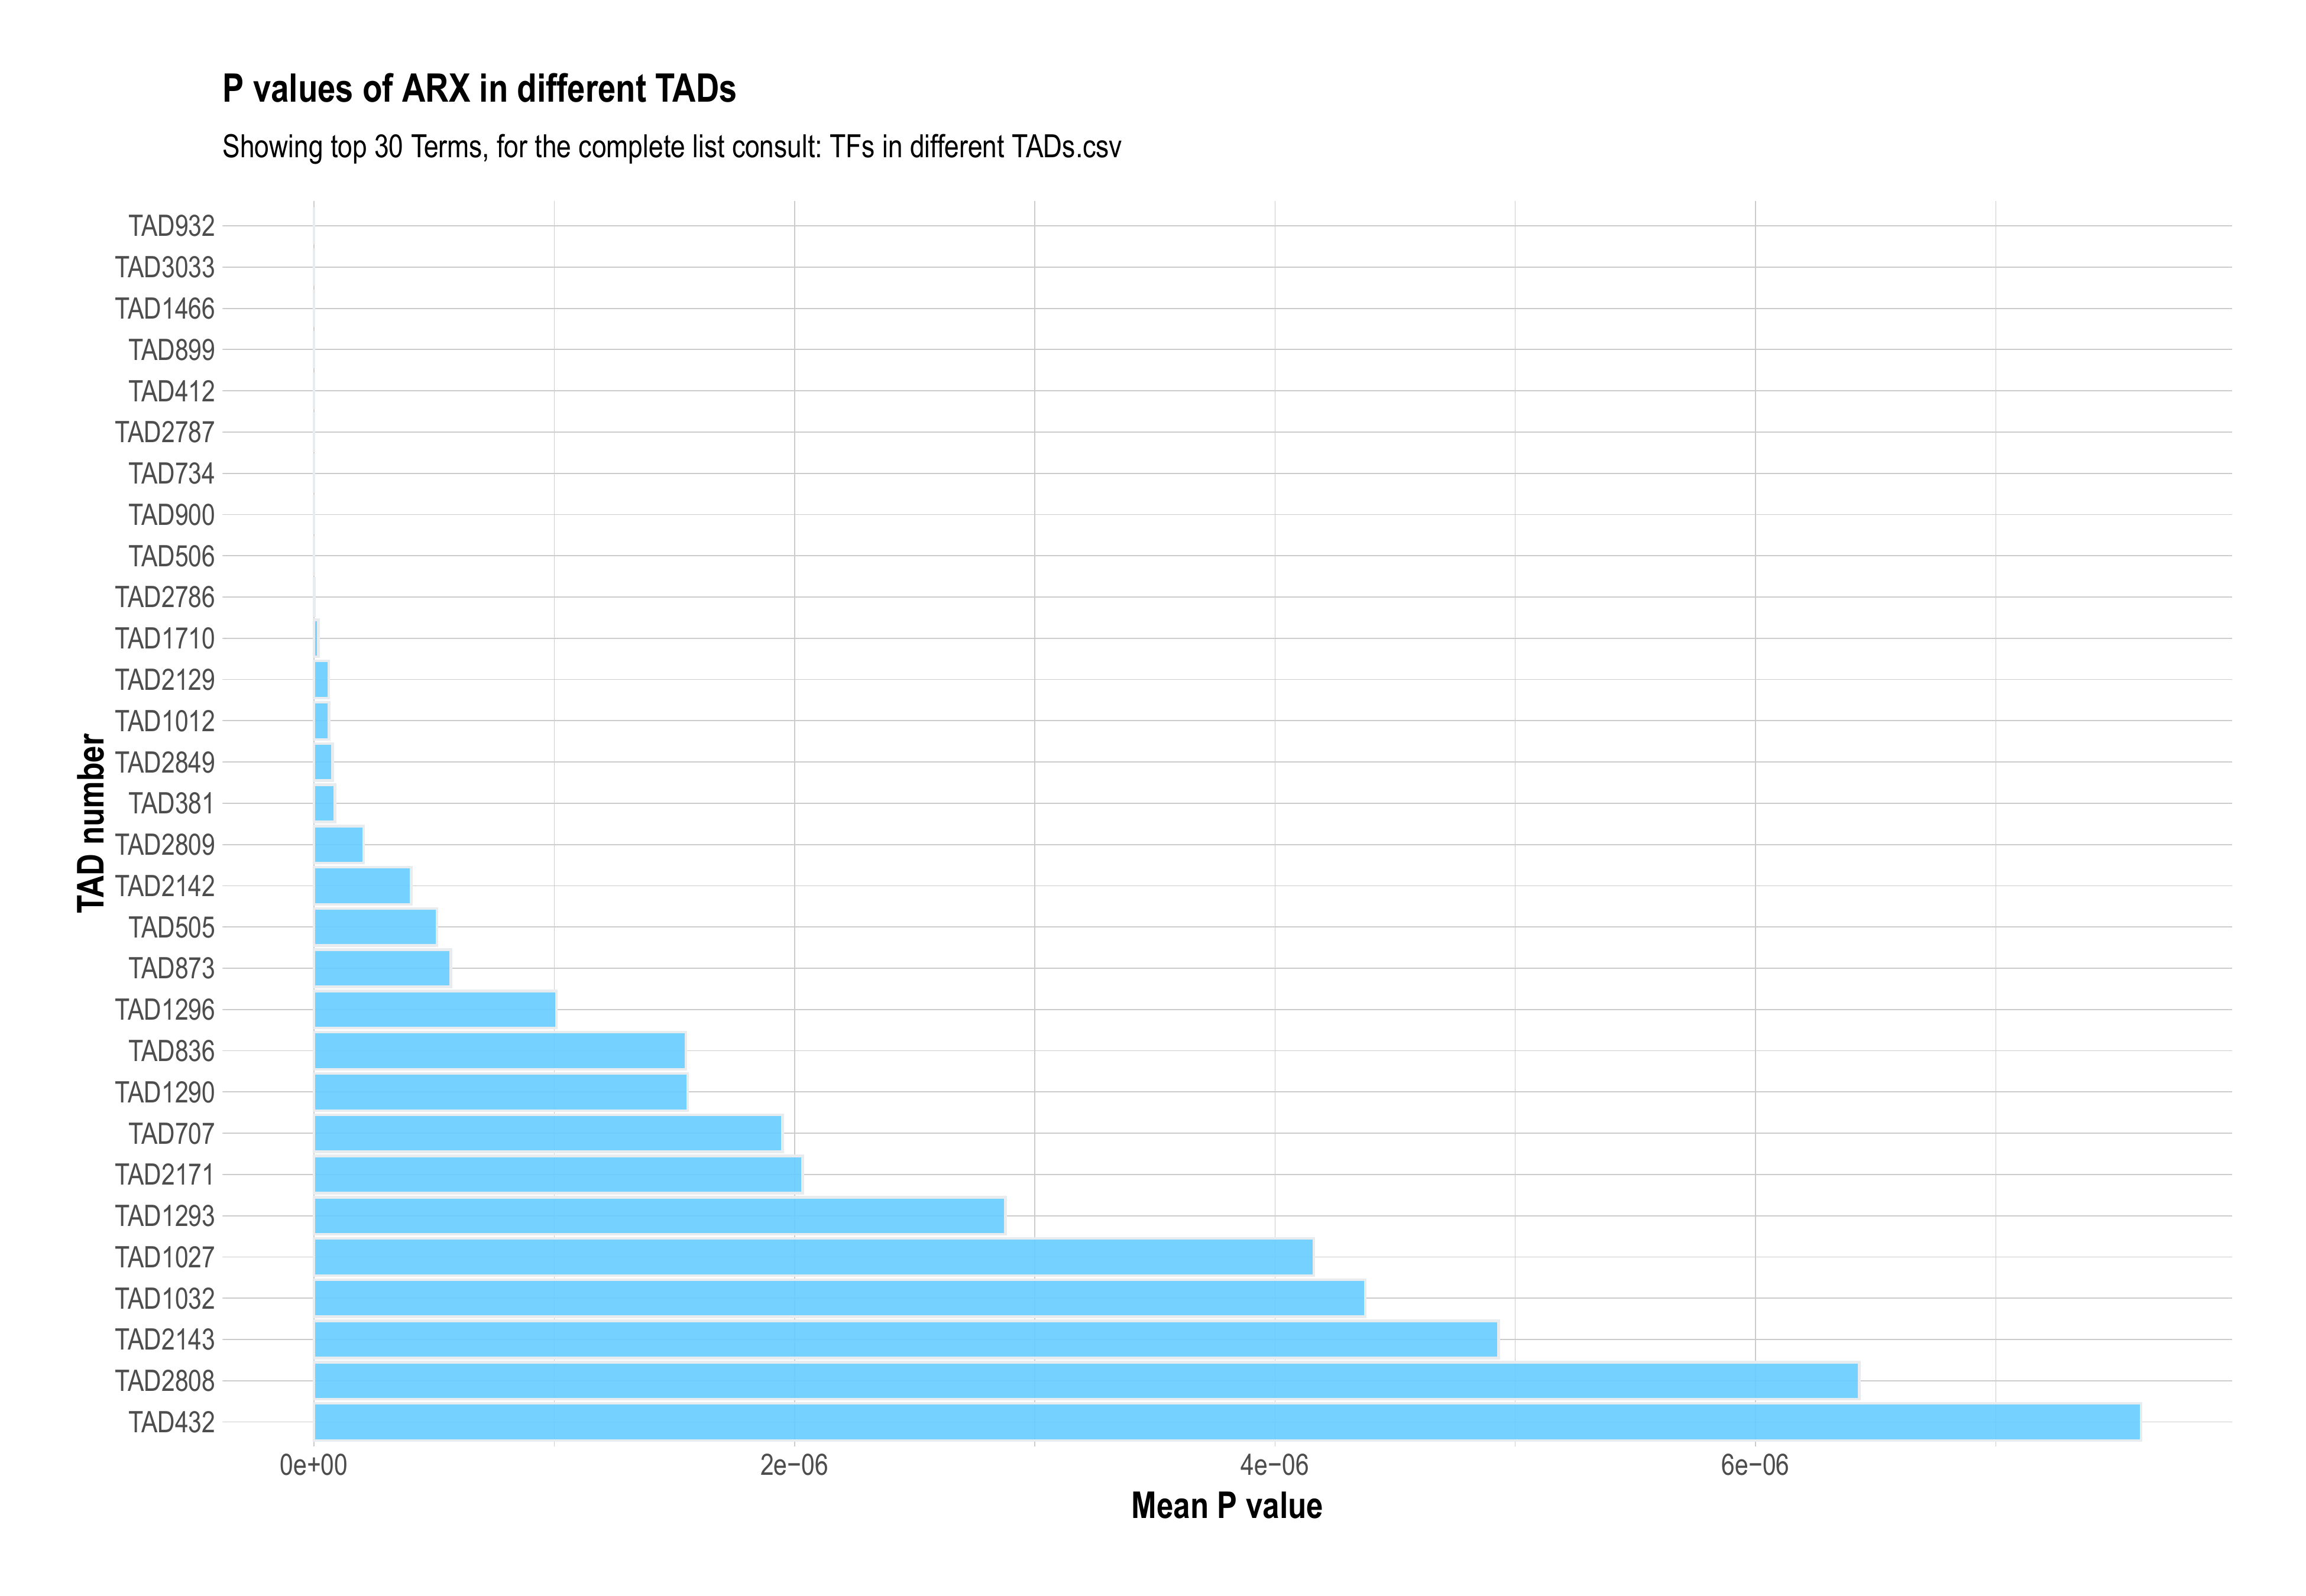 P values of ARX in different TADs
Showing top 30 Terms, for the complete list consult: TFs in different TADs.csv
TAD number
TAD932
TAD3033
TAD1466
TAD899
TAD412
TAD2787
TAD734
TAD900
TAD506
TAD2786
TAD1710
TAD2129
TAD1012
TAD2849
TAD381
TAD2809
TAD2142
TAD505
TAD873
TAD1296
TAD836
TAD1290
TAD707
TAD2171
TAD1293
TAD1027
TAD1032
TAD2143
TAD2808
TAD432
0e+00 2e−06 4e−06 6e−06
Mean P value